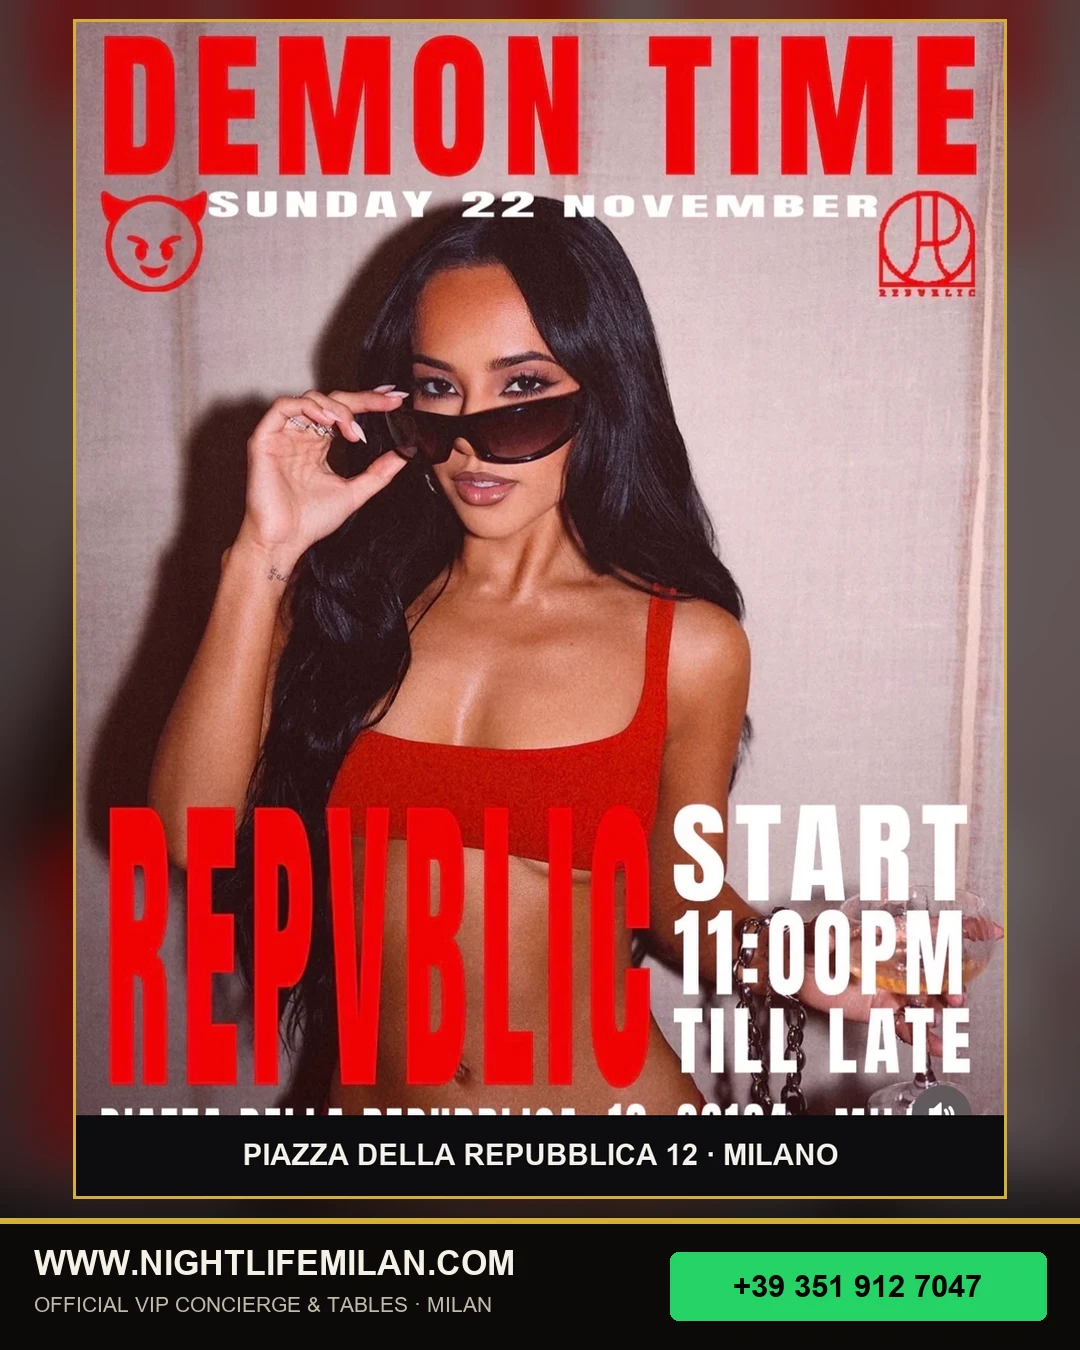 DEMON TIME
SUNDAY 22 NOVEMBER
REPVBLIC
REPVBLIC
START
11:00PM
TILL LATE
PIAZZA DELLA REPUBBLICA 12 · MILANO
WWW.NIGHTLIFEMILAN.COM
OFFICIAL VIP CONCIERGE & TABLES · MILAN
+39 351 912 7047